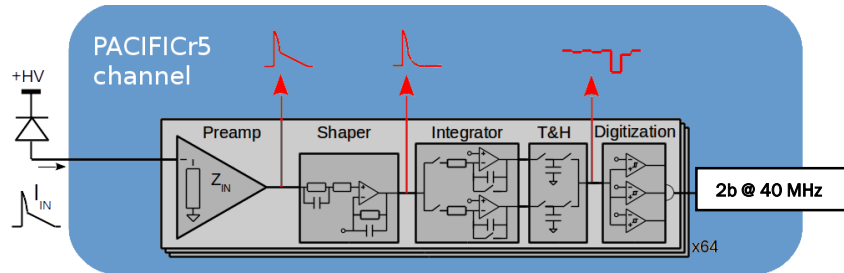 PACIFICr5
channel
+HV
Preamp
Shaper
Integrator
T&H
Digitization
Z_IN
I_IN
2b @ 40 MHz
x64